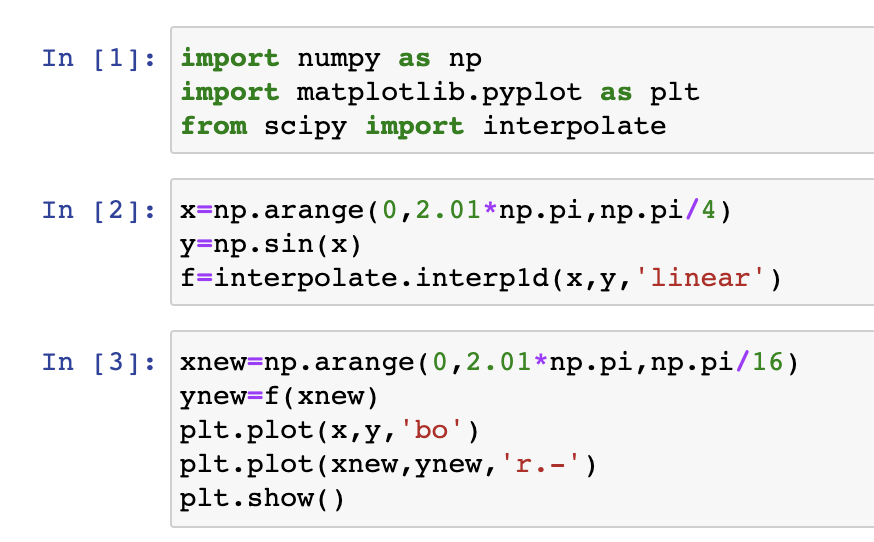 In [1]: import numpy as np
import matplotlib.pyplot as plt
from scipy import interpolate
In [2]: x=np.arange(0,2.01*np.pi,np.pi/4)
y=np.sin(x)
f=interpolate.interp1d(x,y,'linear')
In [3]: xnew=np.arange(0,2.01*np.pi,np.pi/16)
ynew=f(xnew)
plt.plot(x,y,'bo')
plt.plot(xnew,ynew,'r.-')
plt.show()